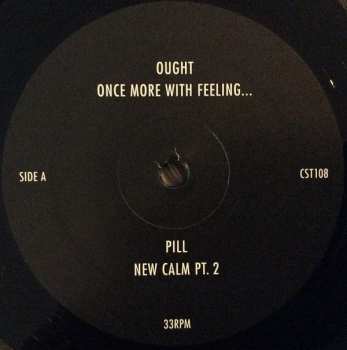 OUGHT
ONCE MORE WITH FEELING...
SIDE A
CST108
PILL
NEW CALM PT. 2
33RPM